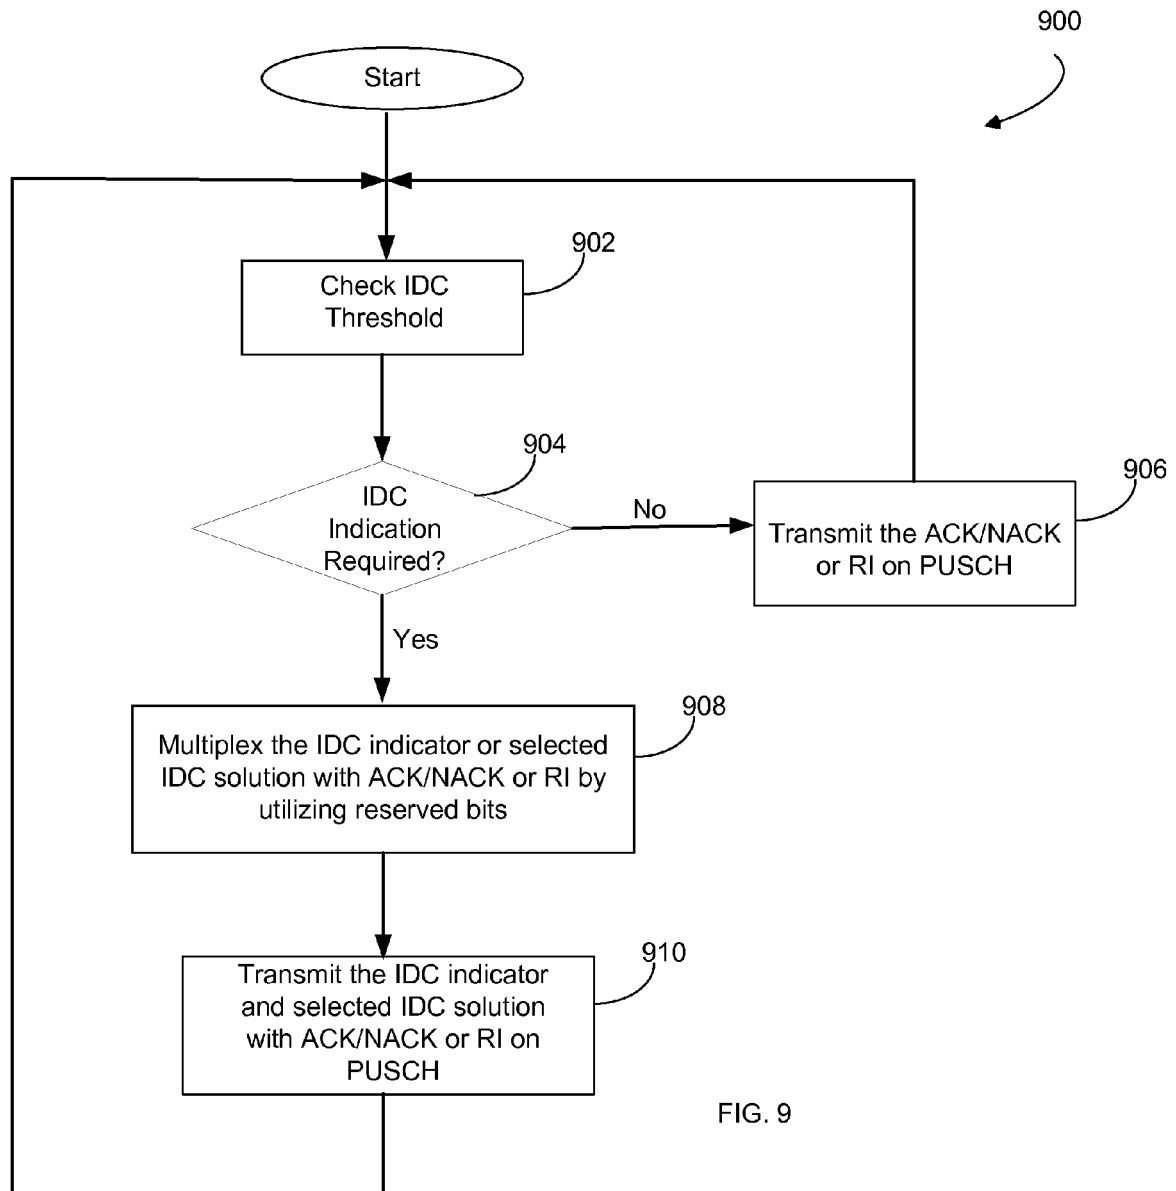 900
Start
902
Check IDC
Threshold
904
IDC
Indication
Required?
No
906
Transmit the ACK/NACK
or RI on PUSCH
Yes
908
Multiplex the IDC indicator or selected
IDC solution with ACK/NACK or RI by
utilizing reserved bits
910
Transmit the IDC indicator
and selected IDC solution
with ACK/NACK or RI on
PUSCH
FIG. 9